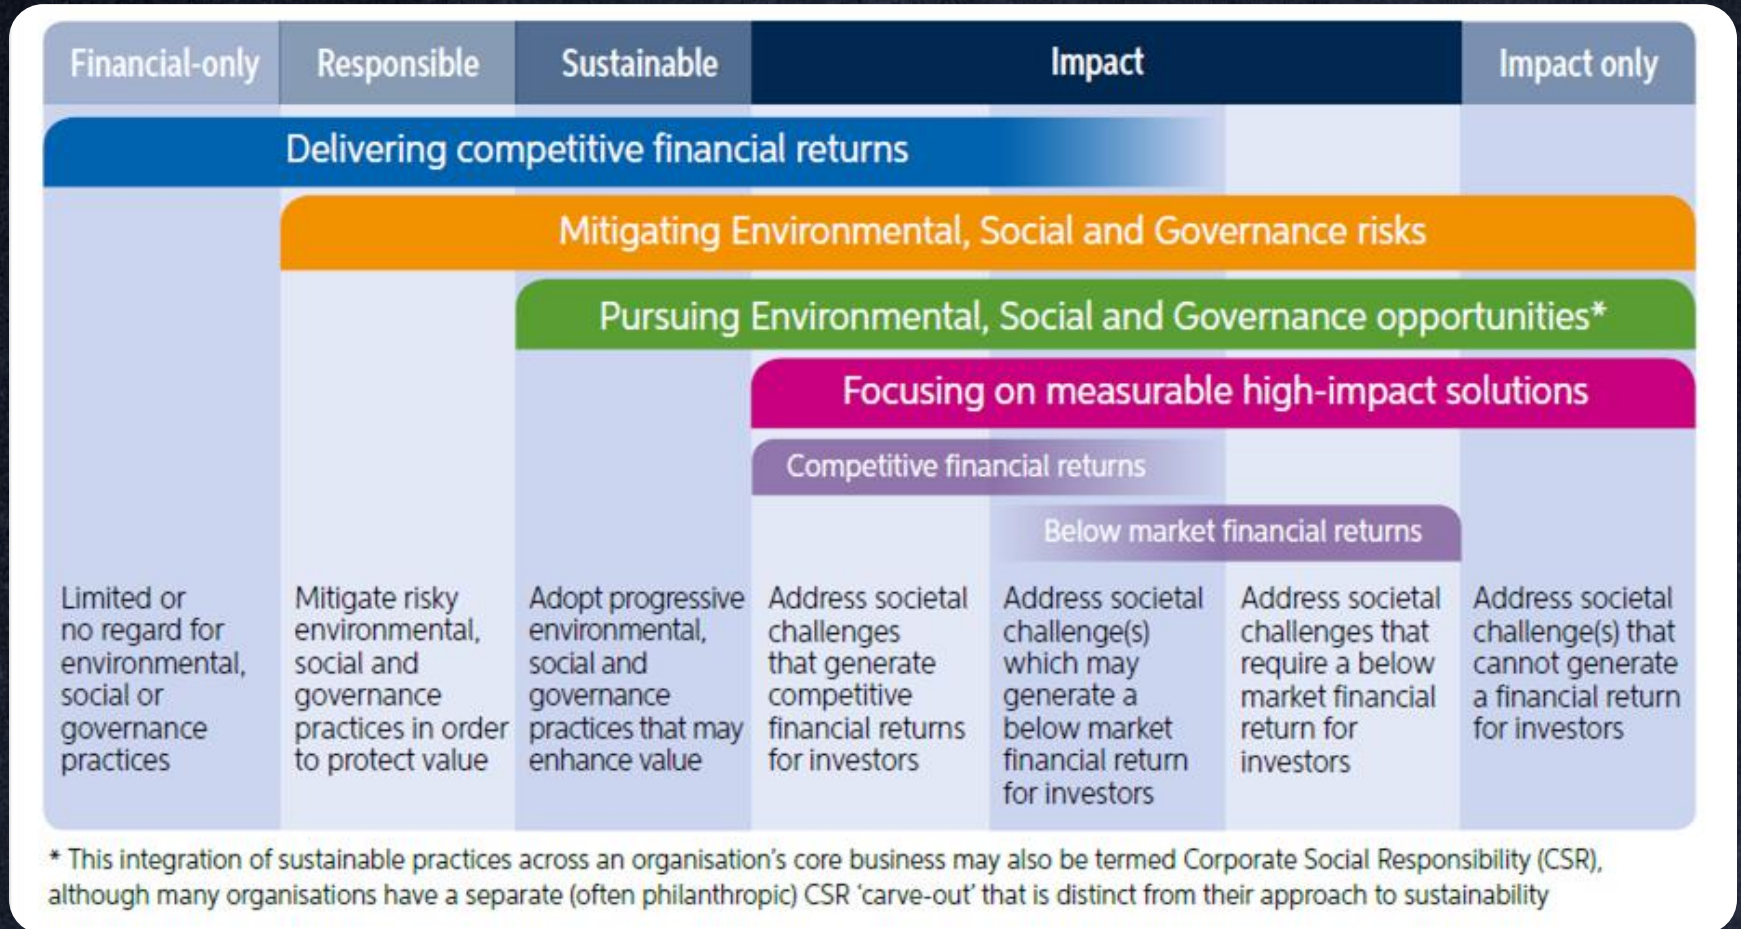 Financial-only
Responsible
Sustainable
Impact
Impact only
Delivering competitive financial returns
Mitigating Environmental, Social and Governance risks
Pursuing Environmental, Social and Governance opportunities*
Focusing on measurable high-impact solutions
Competitive financial returns
Below market financial returns
Limited or
no regard for
environmental,
social or
governance
practices
Mitigate risky
environmental,
social and
governance
practices in order
to protect value
Adopt progressive
environmental,
social and
governance
practices that may
enhance value
Address societal
challenges
that generate
competitive
financial returns
for investors
Address societal
challenge(s)
which may
generate a
below market
financial return
for investors
Address societal
challenges that
require a below
market financial
return for
investors
Address societal
challenge(s) that
cannot generate
a financial return
for investors
* This integration of sustainable practices across an organisation's core business may also be termed Corporate Social Responsibility (CSR),
although many organisations have a separate (often philanthropic) CSR 'carve-out' that is distinct from their approach to sustainability